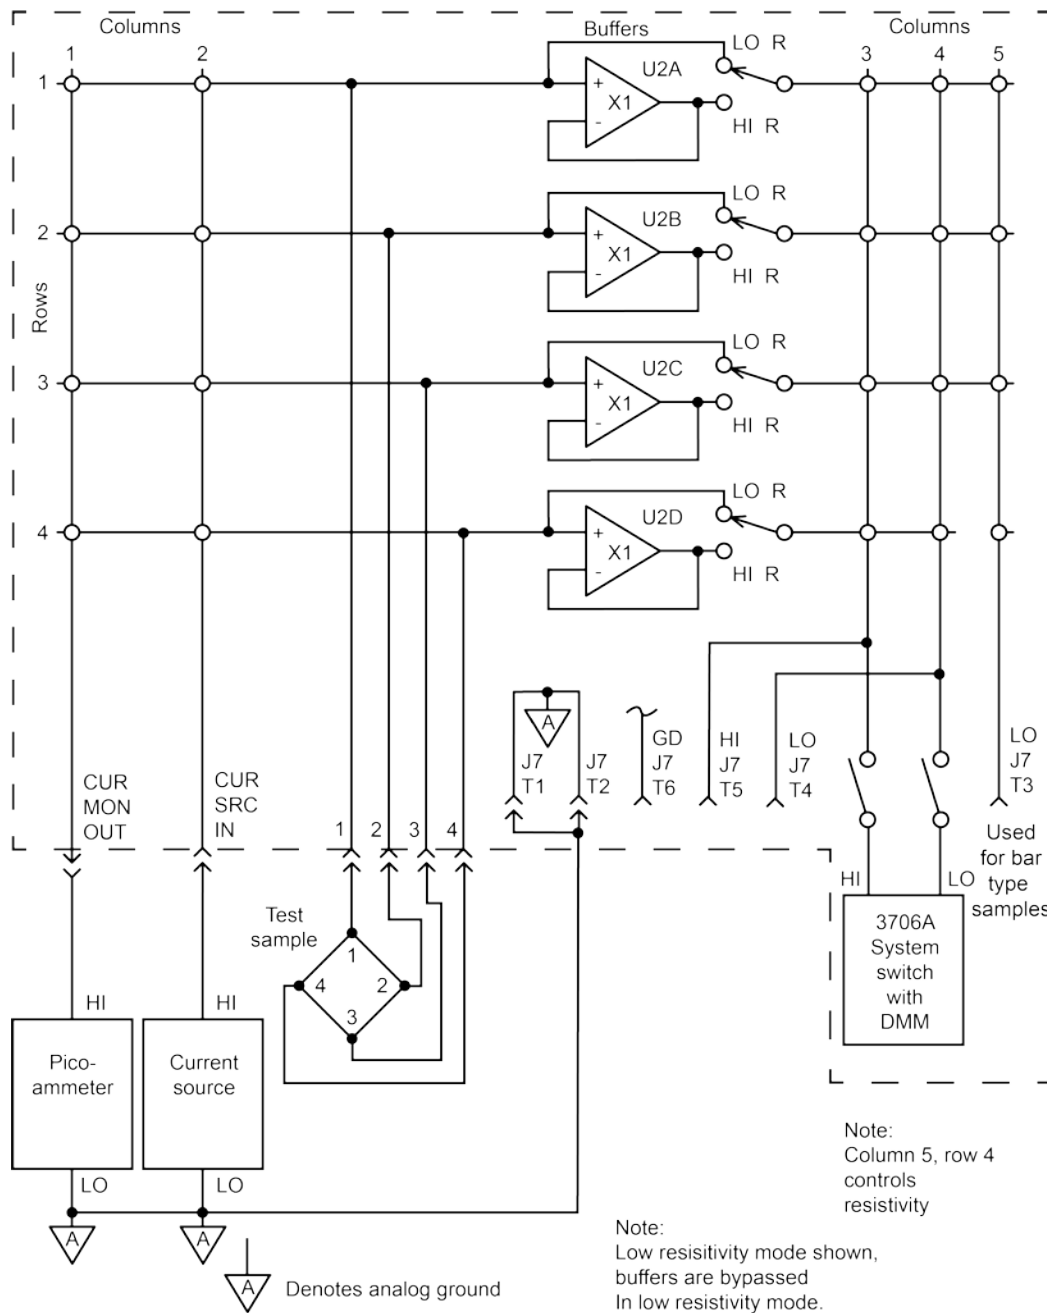 Columns
Buffers
Columns
1 2
3 4 5
Rows
1
2
3
4
LO R
U2A
+
X1
-
HI R
LO R
U2B
+
X1
-
HI R
LO R
U2C
+
X1
-
HI R
LO R
U2D
+
X1
-
HI R
CUR
MON
OUT
CUR
SRC
IN
1 2 3 4
A
J7
T1
J7
T2
GD
J7
T6
HI
J7
T5
LO
J7
T4
LO
J7
T3
Used
for bar
type
samples
HI
LO
3706A
System
switch
with
DMM
Test
sample
1
4 2
3
HI
HI
Pico-
ammeter
Current
source
LO
LO
A
A
A
Denotes analog ground
Note:
Column 5, row 4
controls
resistivity
Note:
Low resisitivity mode shown,
buffers are bypassed
In low resistivity mode.